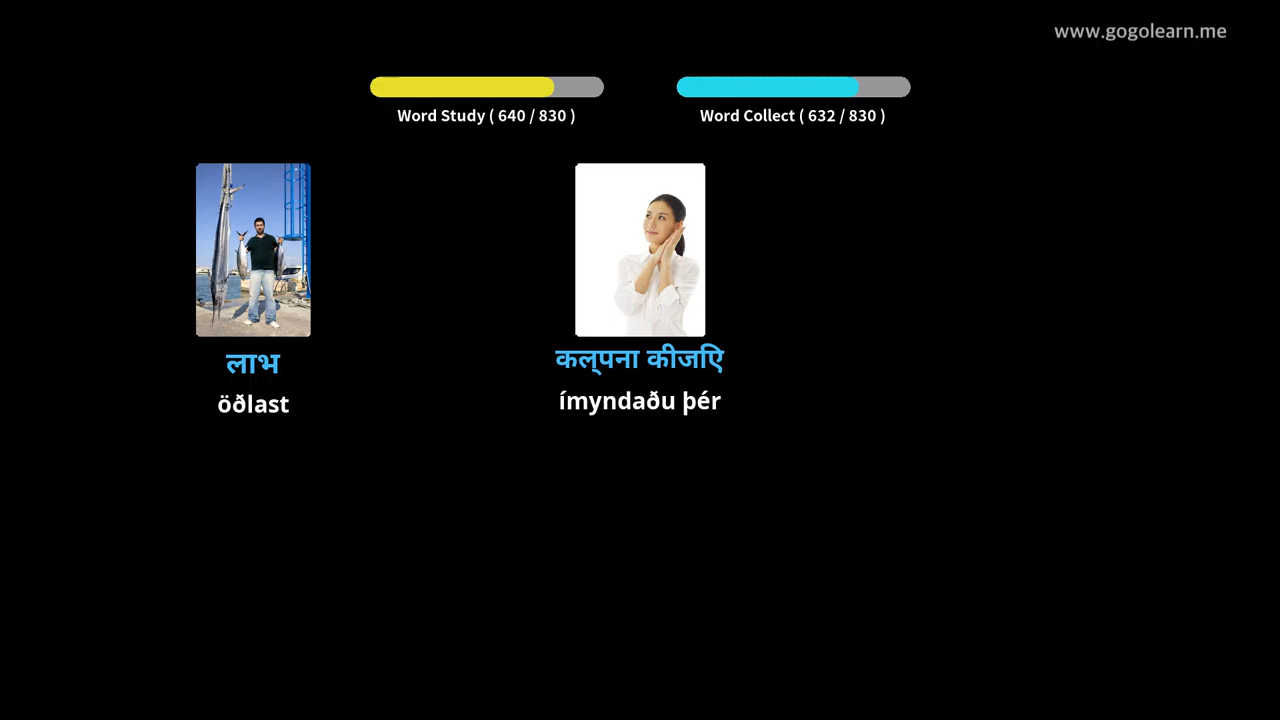 www.gogolearn.me
Word Study ( 640 / 830 )
Word Collect ( 632 / 830 )
लाभ
öðlast
कल्पना कीजिए
ímyndaðu þér